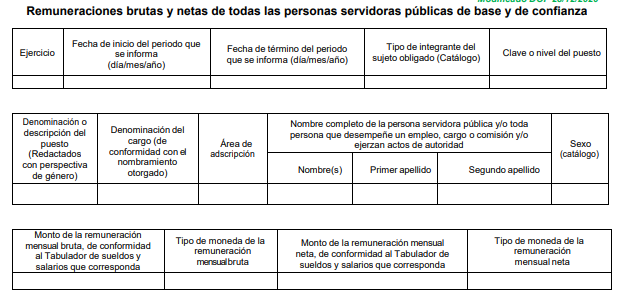 Remuneraciones brutas y netas de todas las personas servidoras públicas de base y de confianza
Ejercicio
Fecha de inicio del periodo que
se informa
(día/mes/año)
Fecha de término del periodo
que se informa (día/mes/año)
Tipo de integrante del
sujeto obligado (Catálogo)
Clave o nivel del puesto
Denominación o
descripción del
puesto
(Redactados
con perspectiva
de género)
Denominación del
cargo (de
conformidad con el
nombramiento
otorgado)
Área de
adscripción
Nombre completo de la persona servidora pública y/o toda
persona que desempeñe un empleo, cargo o comisión y/o
ejerzan actos de autoridad
Nombre(s)
Primer apellido
Segundo apellido
Sexo
(catálogo)
Monto de la remuneración
mensual bruta, de conformidad
al Tabulador de sueldos y
salarios que corresponda
Tipo de moneda de la
remuneración
mensualbruta
Monto de la remuneración mensual
neta, de conformidad al Tabulador de
sueldos y salarios que corresponda
Tipo de moneda de la
remuneración
mensual neta